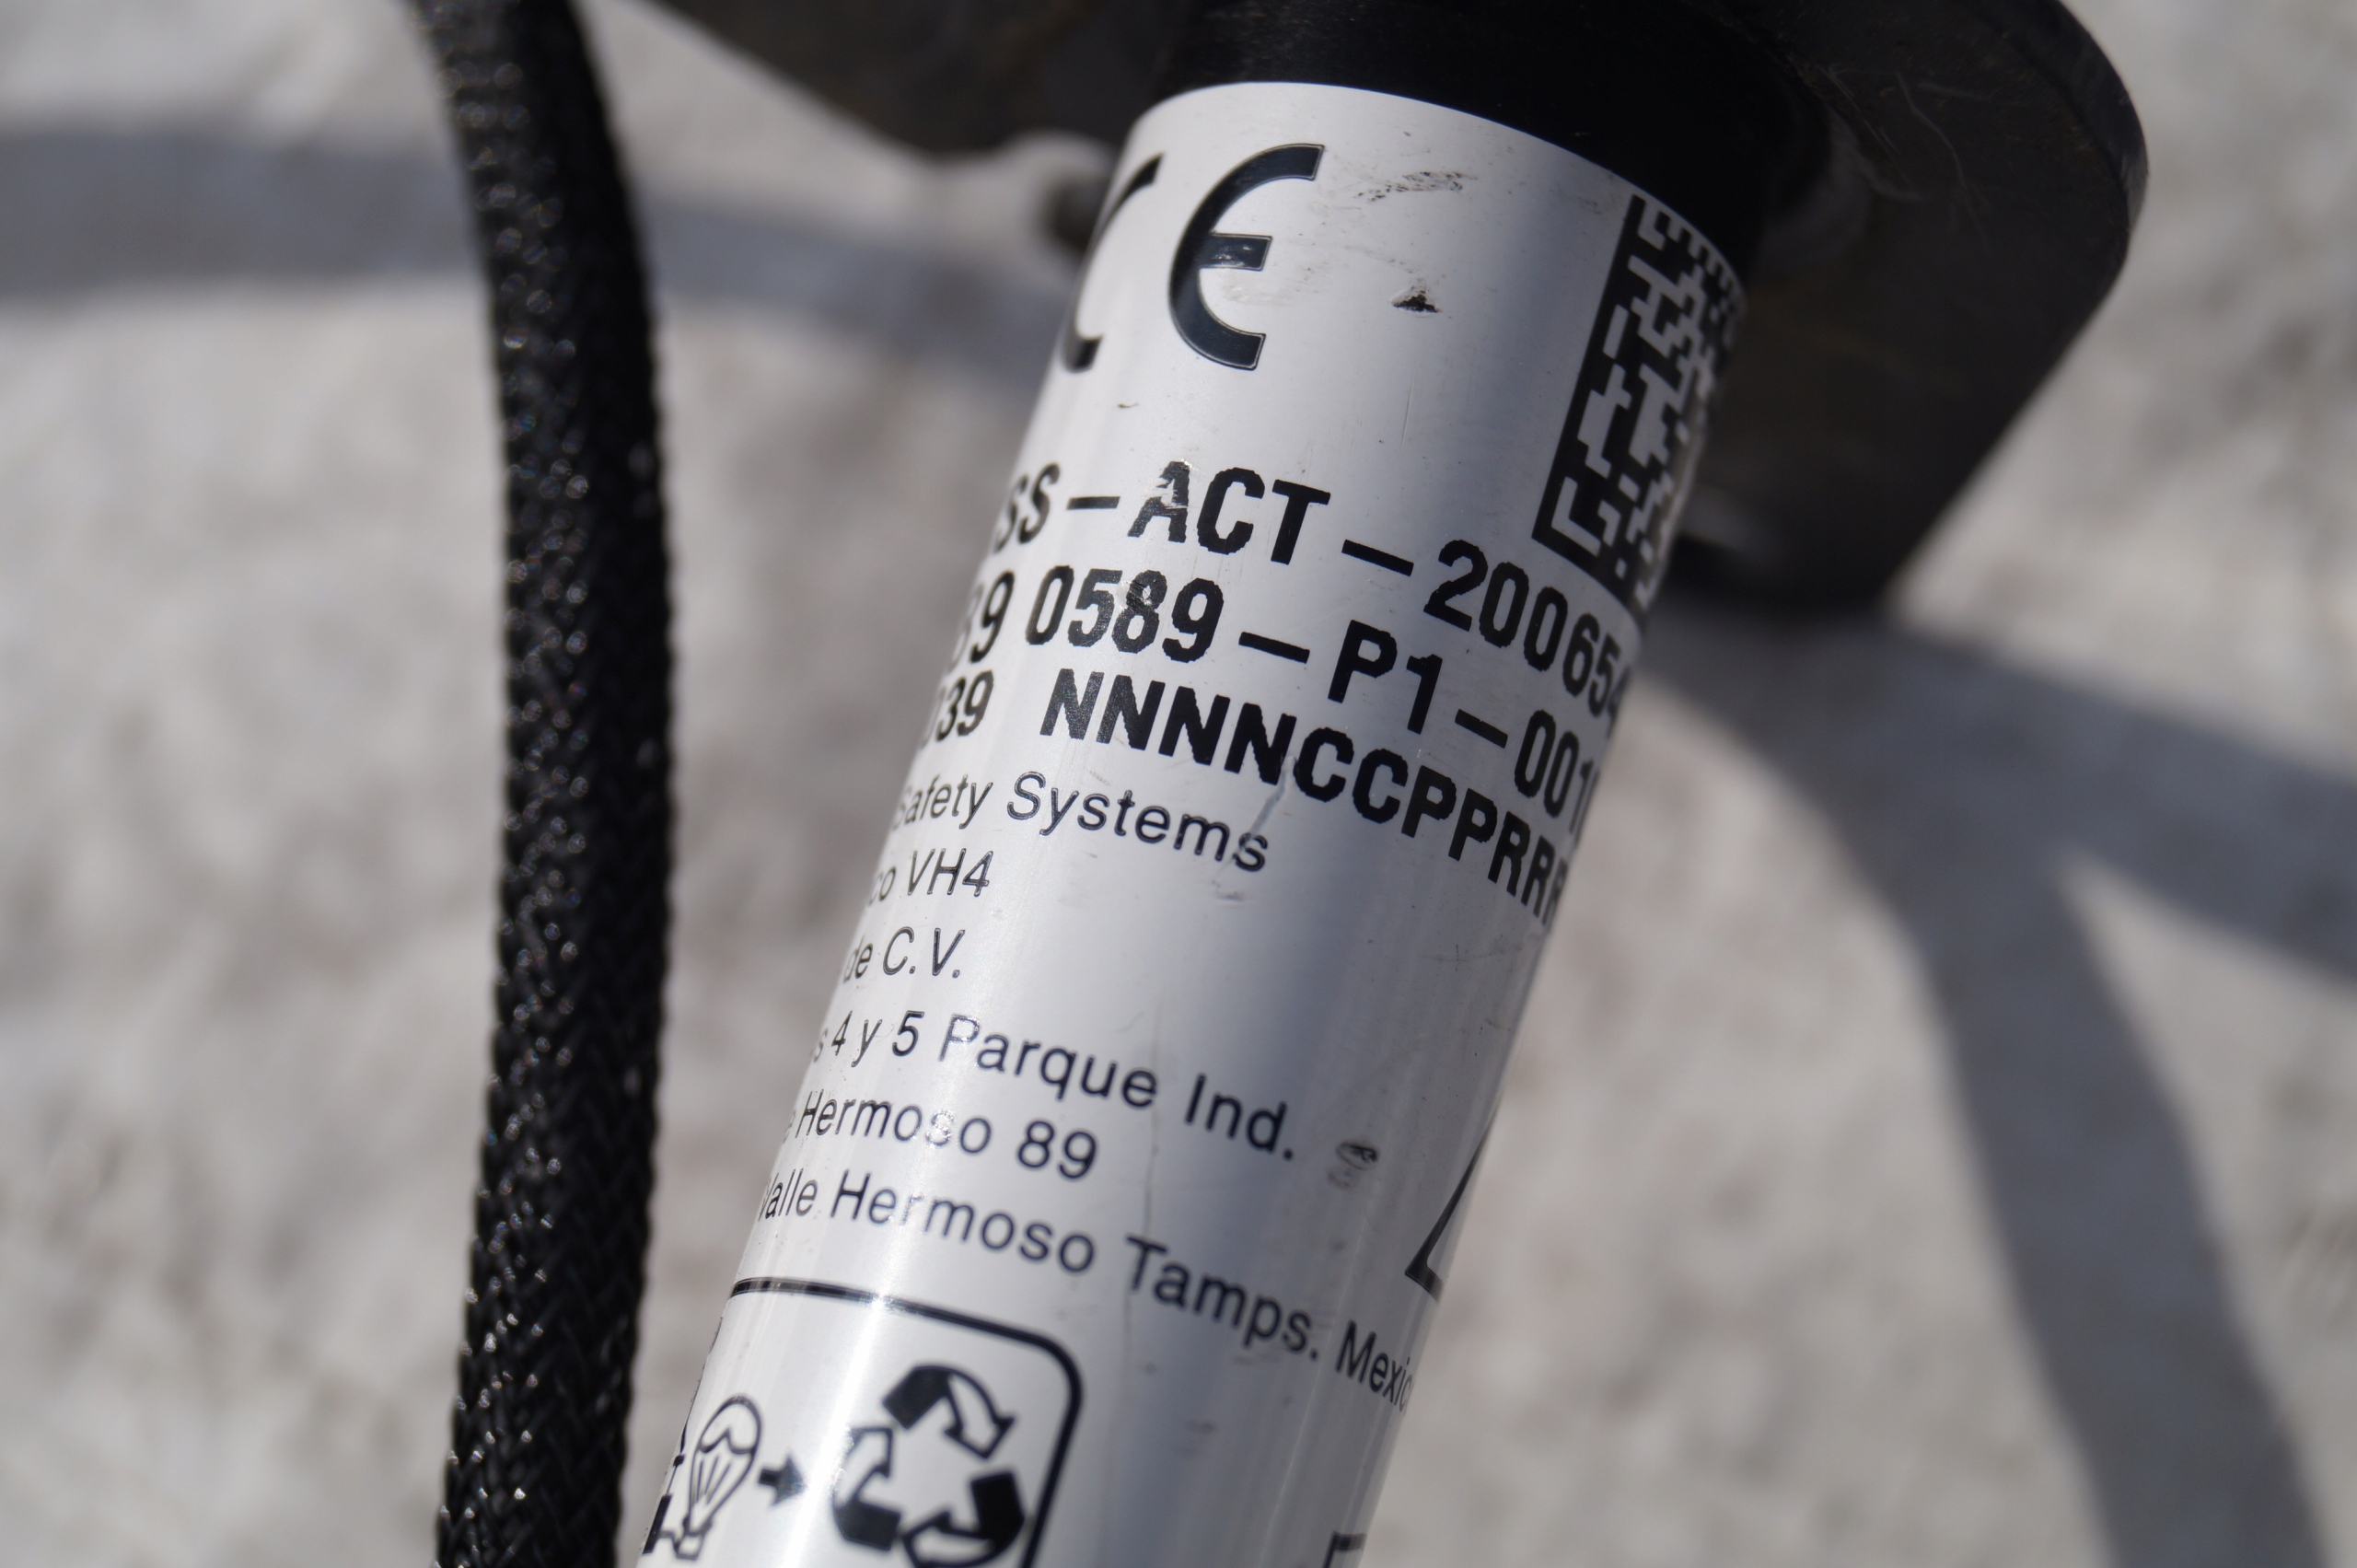 CE
SS-ACT-200654
39 0589-P1-001
039 NNNNCCPPRRR
Safety Systems
co VH4
de C.V.
s 4 y 5 Parque Ind.
e Hermoso 89
Valle Hermoso Tamps. Mexic